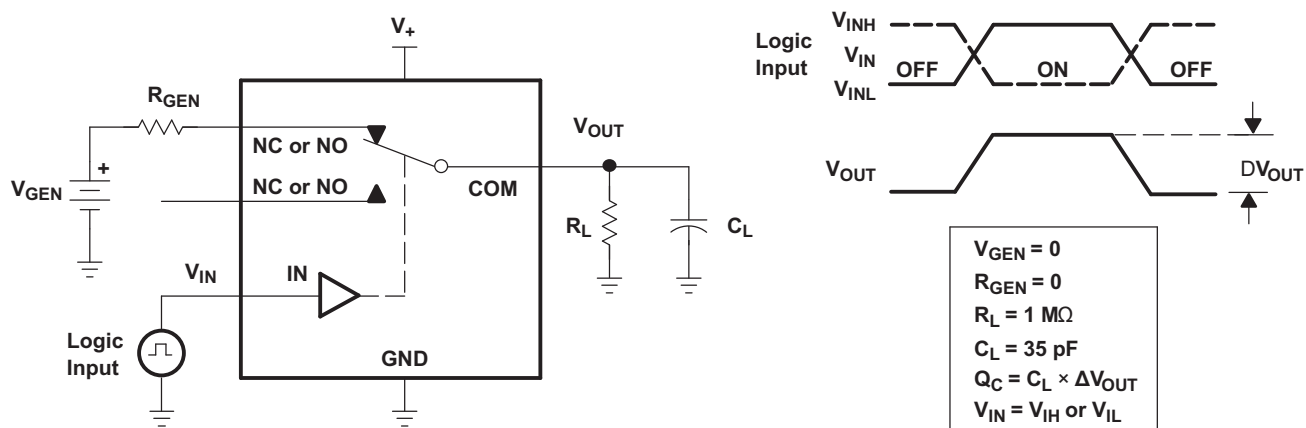 V+
RGEN
NC or NO
VOUT
COM
VGEN
+
NC or NO
RL
CL
VIN
IN
Logic
Input
GND
Logic
Input
VINH
VIN
VINL
OFF
ON
OFF
VOUT
DVOUT
VGEN = 0
RGEN = 0
RL = 1 MΩ
CL = 35 pF
QC = CL × ΔVOUT
VIN = VIH or VIL